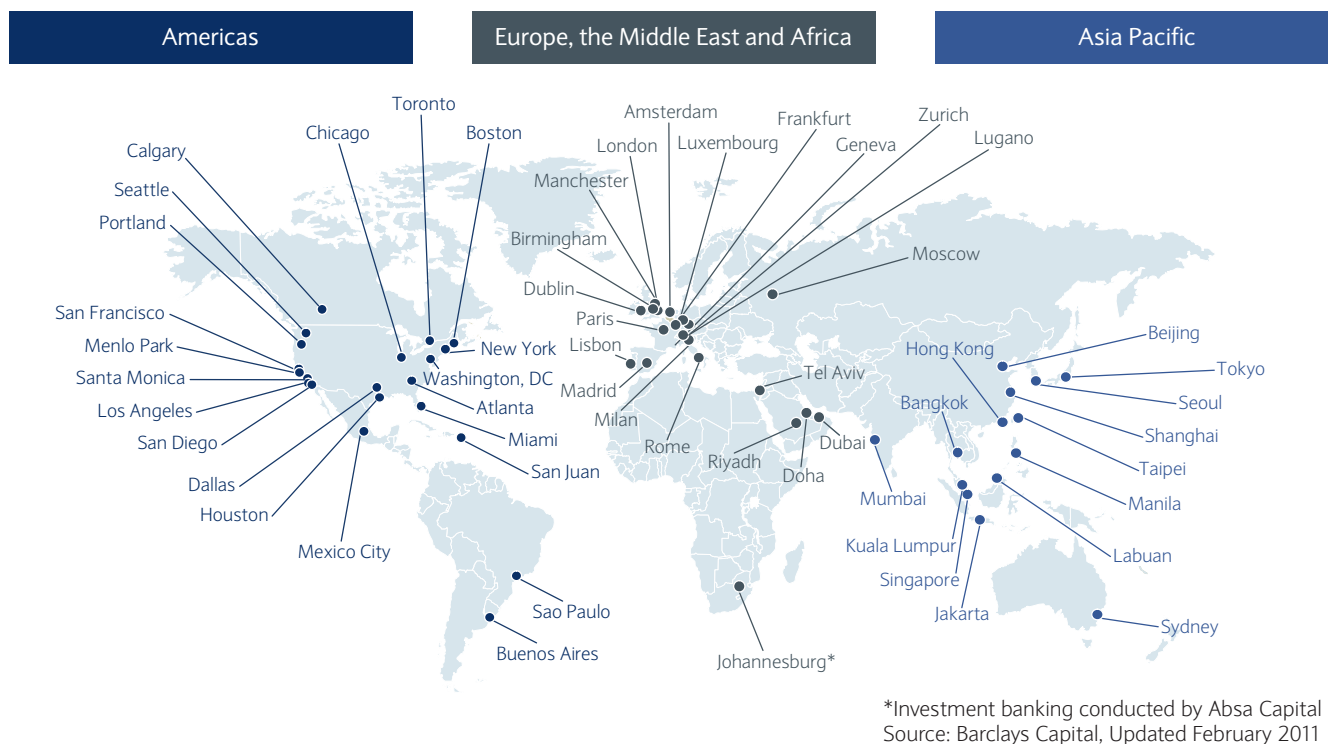 Americas
Europe, the Middle East and Africa
Asia Pacific
Toronto
Chicago
Boston
Calgary
Seattle
Portland
San Francisco
Menlo Park
Santa Monica
Los Angeles
San Diego
Dallas
Houston
Mexico City
New York
Washington, DC
Atlanta
Miami
San Juan
Sao Paulo
Buenos Aires
Amsterdam
London
Luxembourg
Frankfurt
Zurich
Geneva
Lugano
Manchester
Birmingham
Dublin
Paris
Lisbon
Madrid
Milan
Rome
Moscow
Tel Aviv
Riyadh
Doha
Dubai
Johannesburg*
Beijing
Hong Kong
Tokyo
Bangkok
Seoul
Shanghai
Taipei
Mumbai
Manila
Kuala Lumpur
Labuan
Singapore
Jakarta
Sydney
*Investment banking conducted by Absa Capital
Source: Barclays Capital, Updated February 2011